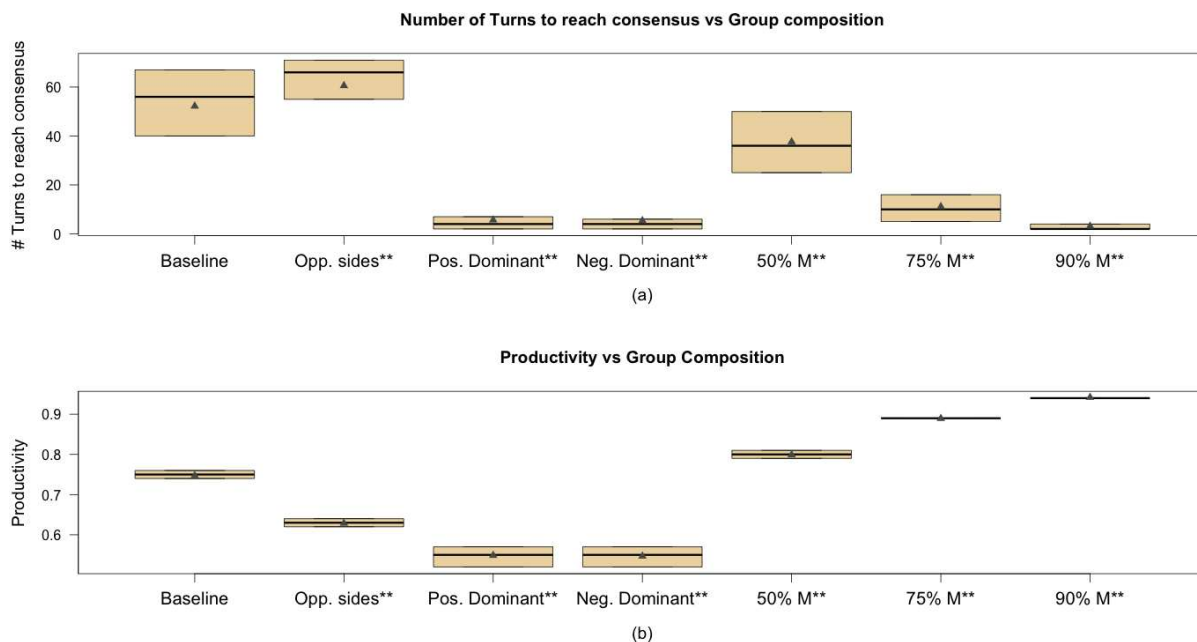 Number of Turns to reach consensus vs Group composition
# Turns to reach consensus
60
40
20
0
Baseline Opp. sides** Pos. Dominant** Neg. Dominant** 50% M** 75% M** 90% M**
(a)
Productivity vs Group Composition
Productivity
0.9
0.8
0.7
0.6
Baseline Opp. sides** Pos. Dominant** Neg. Dominant** 50% M** 75% M** 90% M**
(b)